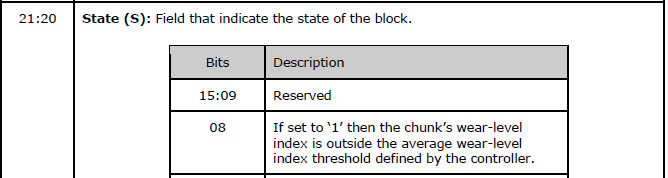 21:20 State (S): Field that indicate the state of the block.
Bits Description
15:09 Reserved
08 If set to ‘1’ then the chunk’s wear-level
index is outside the average wear-level
index threshold defined by the controller.